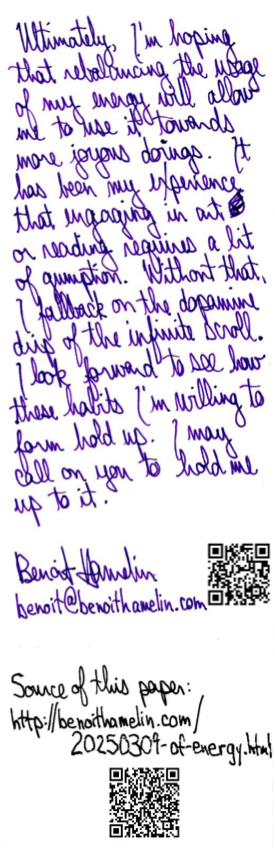 Ultimately, I'm hoping
that rebalancing the usage
of my energy will allow
me to use it towards
more joyous doings. It
has been my experience
that engaging in art
or reading requires a bit
of gumption. Without that,
I fallback on the dopamine
drip of the infinite scroll.
I look forward to see how
these habits I'm willing to
form hold up. I may
call on you to hold me
up to it.
Benoit Hamelin
benoit@benoithamelin.com
Source of this paper:
http://benoithamelin.com/
20250304-of-energy.html